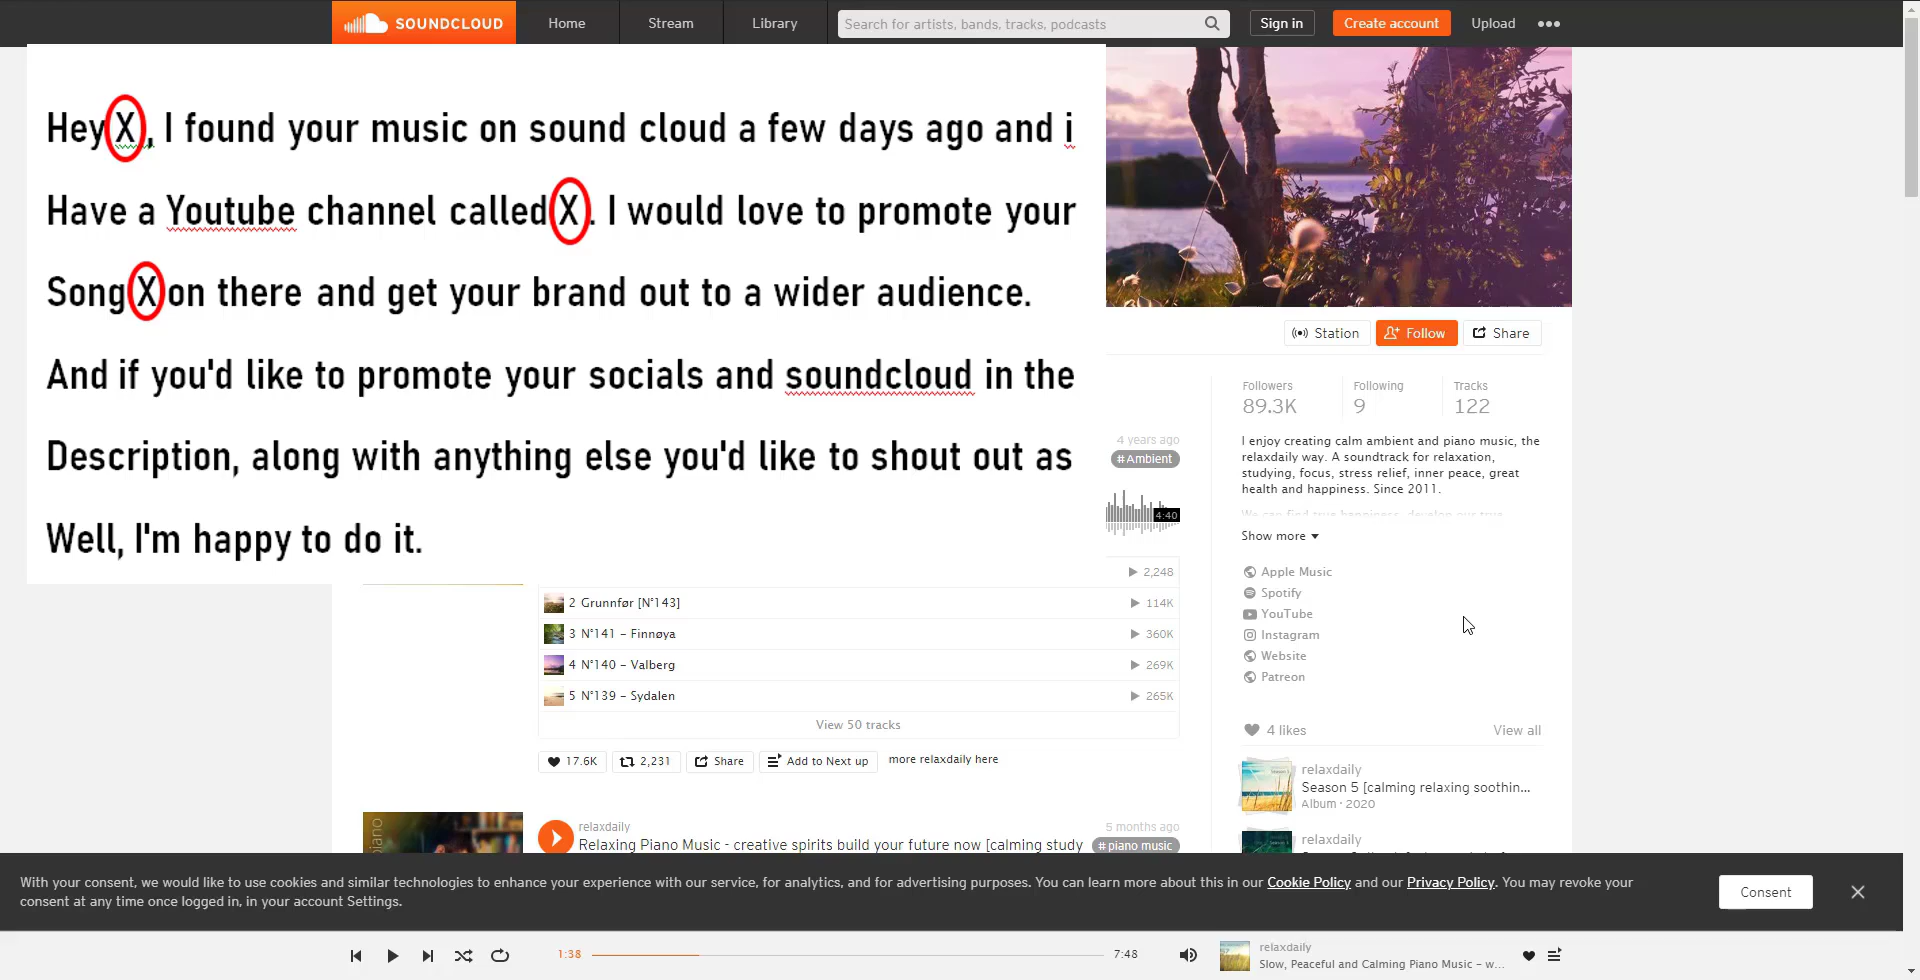 SOUNDCLOUD
Home
Stream
Library
Search for artists, bands, tracks, podcasts
Sign in
Create account
Upload
Hey X, I found your music on sound cloud a few days ago and i
Have a Youtube channel called X. I would love to promote your
Song X on there and get your brand out to a wider audience.
And if you'd like to promote your socials and soundcloud in the
Description, along with anything else you'd like to shout out as
Well, I'm happy to do it.
Station
Follow
Share
Followers
89.3K
Following
9
Tracks
122
I enjoy creating calm ambient and piano music, the
relaxdaily way. A soundtrack for relaxation,
studying, focus, stress relief, inner peace, great
health and happiness. Since 2011.
We can find true happiness, develop our true
Show more
Apple Music
Spotify
YouTube
Instagram
Website
Patreon
4 likes
View all
relaxdaily
Season 5 [calming relaxing soothin...
Album · 2020
relaxdaily
4 years ago
# Ambient
4:40
2,248
2 Grunnfør [N°143]
114K
3 N°141 – Finnøya
360K
4 N°140 – Valberg
269K
5 N°139 – Sydalen
265K
View 50 tracks
17.6K
2,231
Share
Add to Next up
more relaxdaily here
piano
relaxdaily
Relaxing Piano Music - creative spirits build your future now [calming study
5 months ago
# piano music
With your consent, we would like to use cookies and similar technologies to enhance your experience with our service, for analytics, and for advertising purposes. You can learn more about this in our Cookie Policy and our Privacy Policy. You may revoke your
consent at any time once logged in, in your account Settings.
Consent
1:38
7:48
relaxdaily
Slow, Peaceful and Calming Piano Music – w...